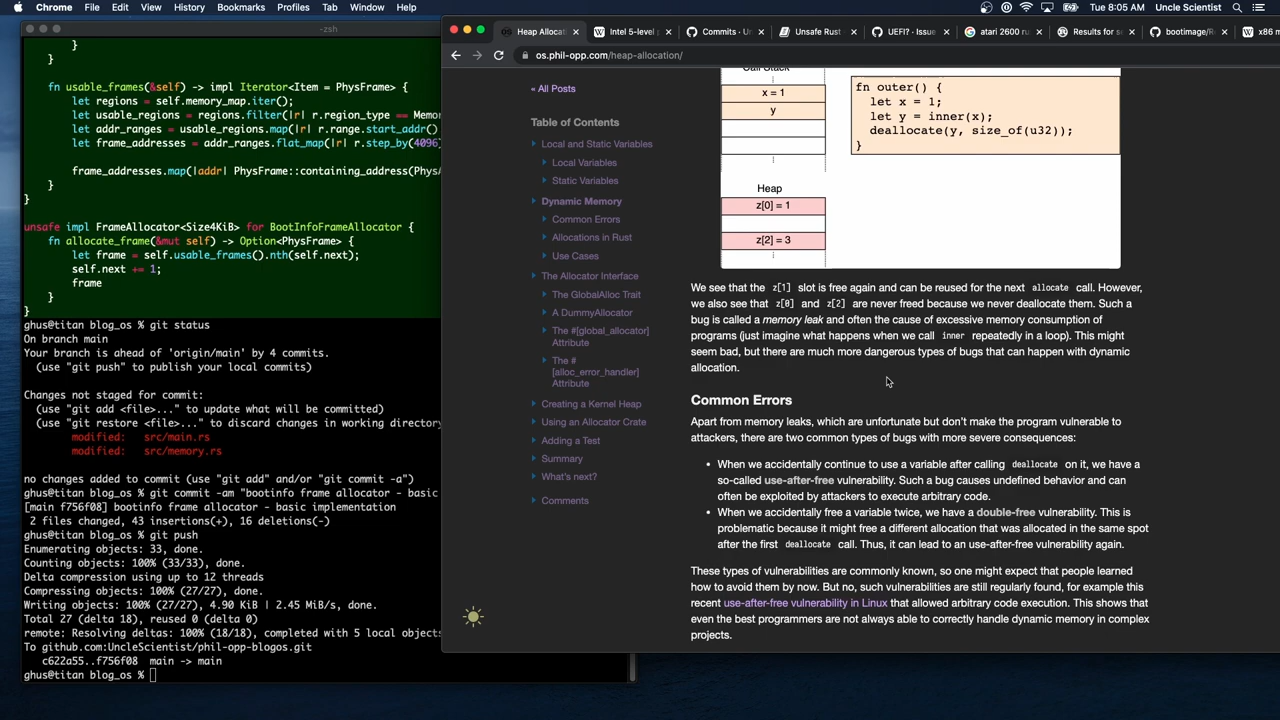 Chrome File Edit View History Bookmarks Profiles Tab Window Help Tue 8:05 AM Uncle Scientist
-zsh
}
}
fn usable_frames(&self) -> impl Iterator<Item = PhysFrame> {
let regions = self.memory_map.iter();
let usable_regions = regions.filter(|r| r.region_type == Memor
let addr_ranges = usable_regions.map(|r| r.range.start_addr()
let frame_addresses = addr_ranges.flat_map(|r| r.step_by(4096
frame_addresses.map(|addr| PhysFrame::containing_address(PhysA
}
}
unsafe impl FrameAllocator<Size4KiB> for BootInfoFrameAllocator {
fn allocate_frame(&mut self) -> Option<PhysFrame> {
let frame = self.usable_frames().nth(self.next);
self.next += 1;
frame
}
}
ghus@titan blog_os % git status
On branch main
Your branch is ahead of 'origin/main' by 4 commits.
(use "git push" to publish your local commits)
Changes not staged for commit:
(use "git add <file>..." to update what will be committed)
(use "git restore <file>..." to discard changes in working directory
modified: src/main.rs
modified: src/memory.rs
no changes added to commit (use "git add" and/or "git commit -a")
ghus@titan blog_os % git commit -am "bootinfo frame allocator - basic
[main f756f08] bootinfo frame allocator - basic implementation
2 files changed, 43 insertions(+), 16 deletions(-)
ghus@titan blog_os % git push
Enumerating objects: 33, done.
Counting objects: 100% (33/33), done.
Delta compression using up to 12 threads
Compressing objects: 100% (27/27), done.
Writing objects: 100% (27/27), 4.90 KiB | 2.45 MiB/s, done.
Total 27 (delta 18), reused 0 (delta 0)
remote: Resolving deltas: 100% (18/18), completed with 5 local objects
To github.com:UncleScientist/phil-opp-blogos.git
c622a55..f756f08 main -> main
ghus@titan blog_os %
Heap Allocat Intel 5-level p Commits · Un Unsafe Rust UEFI? · Issue atari 2600 ru Results for se bootimage/Re x86 m
os.phil-opp.com/heap-allocation/
« All Posts
Table of Contents
Local and Static Variables
Local Variables
Static Variables
Dynamic Memory
Common Errors
Allocations in Rust
Use Cases
The Allocator Interface
The GlobalAlloc Trait
A DummyAllocator
The #[global_allocator]
Attribute
The #
[alloc_error_handler]
Attribute
Creating a Kernel Heap
Using an Allocator Crate
Adding a Test
Summary
What's next?
Comments
Call Stack
x = 1
y
Heap
z[0] = 1
z[2] = 3
fn outer() {
let x = 1;
let y = inner(x);
deallocate(y, size_of(u32));
}
We see that the z[1] slot is free again and can be reused for the next allocate call. However,
we also see that z[0] and z[2] are never freed because we never deallocate them. Such a
bug is called a memory leak and often the cause of excessive memory consumption of
programs (just imagine what happens when we call inner repeatedly in a loop). This might
seem bad, but there are much more dangerous types of bugs that can happen with dynamic
allocation.
Common Errors
Apart from memory leaks, which are unfortunate but don't make the program vulnerable to
attackers, there are two common types of bugs with more severe consequences:
• When we accidentally continue to use a variable after calling deallocate on it, we have a
so-called use-after-free vulnerability. Such a bug causes undefined behavior and can
often be exploited by attackers to execute arbitrary code.
• When we accidentally free a variable twice, we have a double-free vulnerability. This is
problematic because it might free a different allocation that was allocated in the same spot
after the first deallocate call. Thus, it can lead to an use-after-free vulnerability again.
These types of vulnerabilities are commonly known, so one might expect that people learned
how to avoid them by now. But no, such vulnerabilities are still regularly found, for example this
recent use-after-free vulnerability in Linux that allowed arbitrary code execution. This shows that
even the best programmers are not always able to correctly handle dynamic memory in complex
projects.